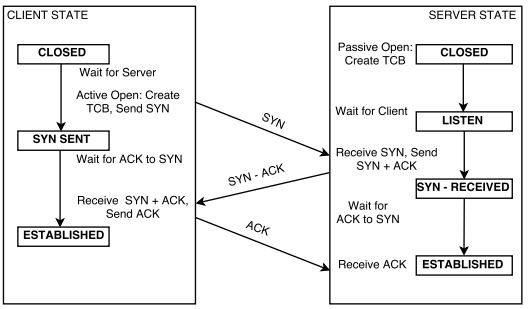 CLIENT STATE
CLOSED
Wait for Server
Active Open: Create
TCB, Send SYN
SYN SENT
Wait for ACK to SYN
Receive SYN + ACK,
Send ACK
ESTABLISHED
SYN
SYN - ACK
ACK
SERVER STATE
Passive Open:
Create TCB
CLOSED
Wait for Client
LISTEN
Receive SYN, Send
SYN + ACK
SYN - RECEIVED
Wait for
ACK to SYN
Receive ACK
ESTABLISHED